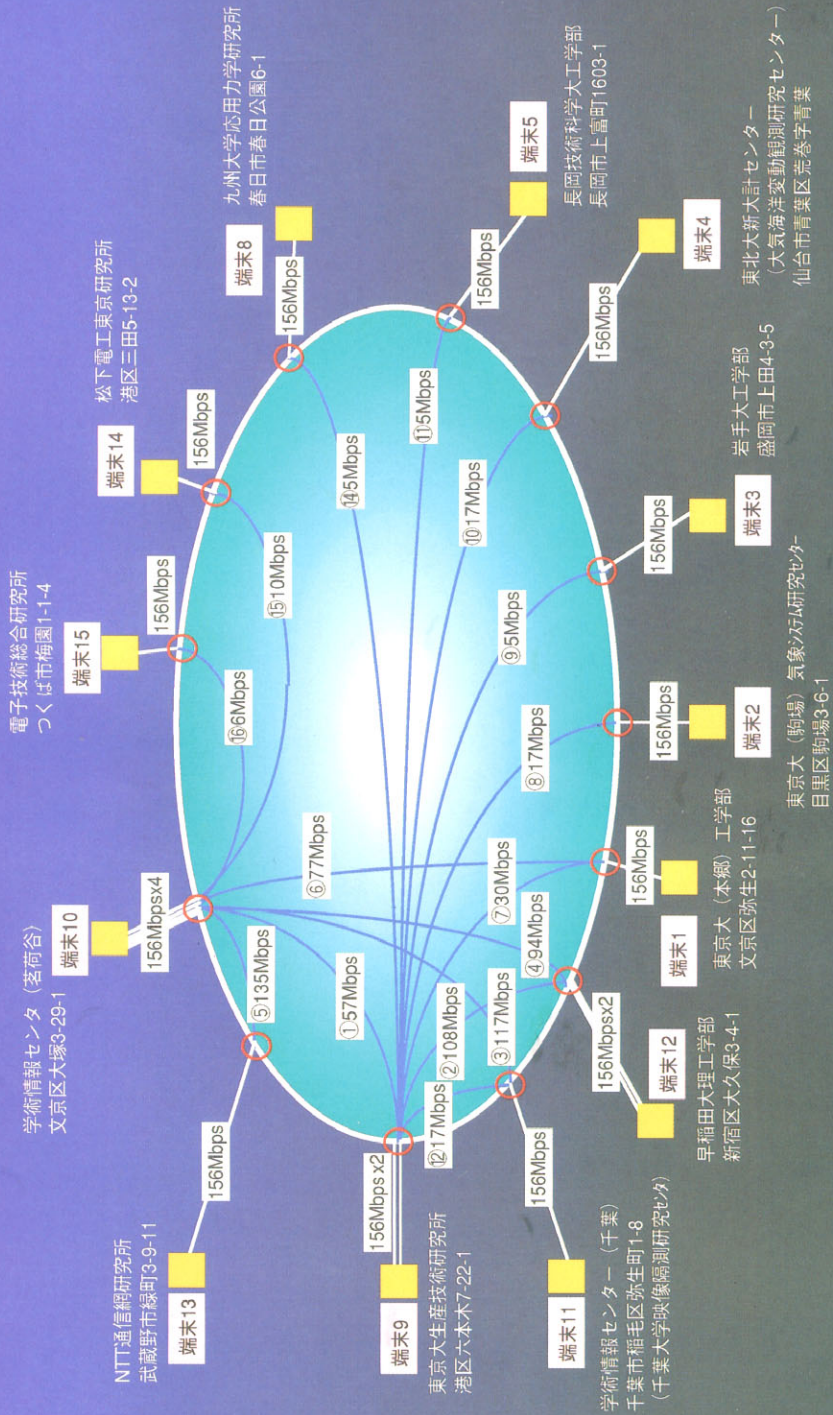 NTT通信網研究所
武蔵野市緑町3-9-11
端末13
156Mbps
学術情報センタ（茗荷谷）
文京区大塚3-29-1
端末10
156Mbpsx4
電子技術総合研究所
つくば市梅園1-1-4
端末15
156Mbps
松下電工東京研究所
港区三田5-13-2
端末14
156Mbps
九州大学応用力学研究所
春日市春日公園6-1
端末8
156Mbps
⑤135Mbps
①57Mbps
⑥77Mbps
⑯6Mbps
⑮10Mbps
⑭5Mbps
⑪5Mbps
⑩17Mbps
⑨5Mbps
⑧17Mbps
⑦30Mbps
④94Mbps
②108Mbps
③117Mbps
⑫17Mbps
156Mbps x2
端末9
東京大生産技術研究所
港区六本木7-22-1
156Mbps
端末11
学術情報センター（千葉）
千葉市稲毛区弥生町1-8
（千葉大学映像隔測研究センタ）
156Mbpsx2
端末12
早稲田大理工学部
新宿区大久保3-4-1
156Mbps
端末1
東京大（本郷）工学部
文京区弥生2-11-16
156Mbps
端末2
東京大（駒場）気象システム研究センター
目黒区駒場3-6-1
156Mbps
端末3
岩手大工学部
盛岡市上田4-3-5
156Mbps
端末4
東北大新大計センター
（大気海洋変動観測研究センター）
仙台市青葉区荒巻字青葉
156Mbps
端末5
長岡技術科学大工学部
長岡市上富町1603-1